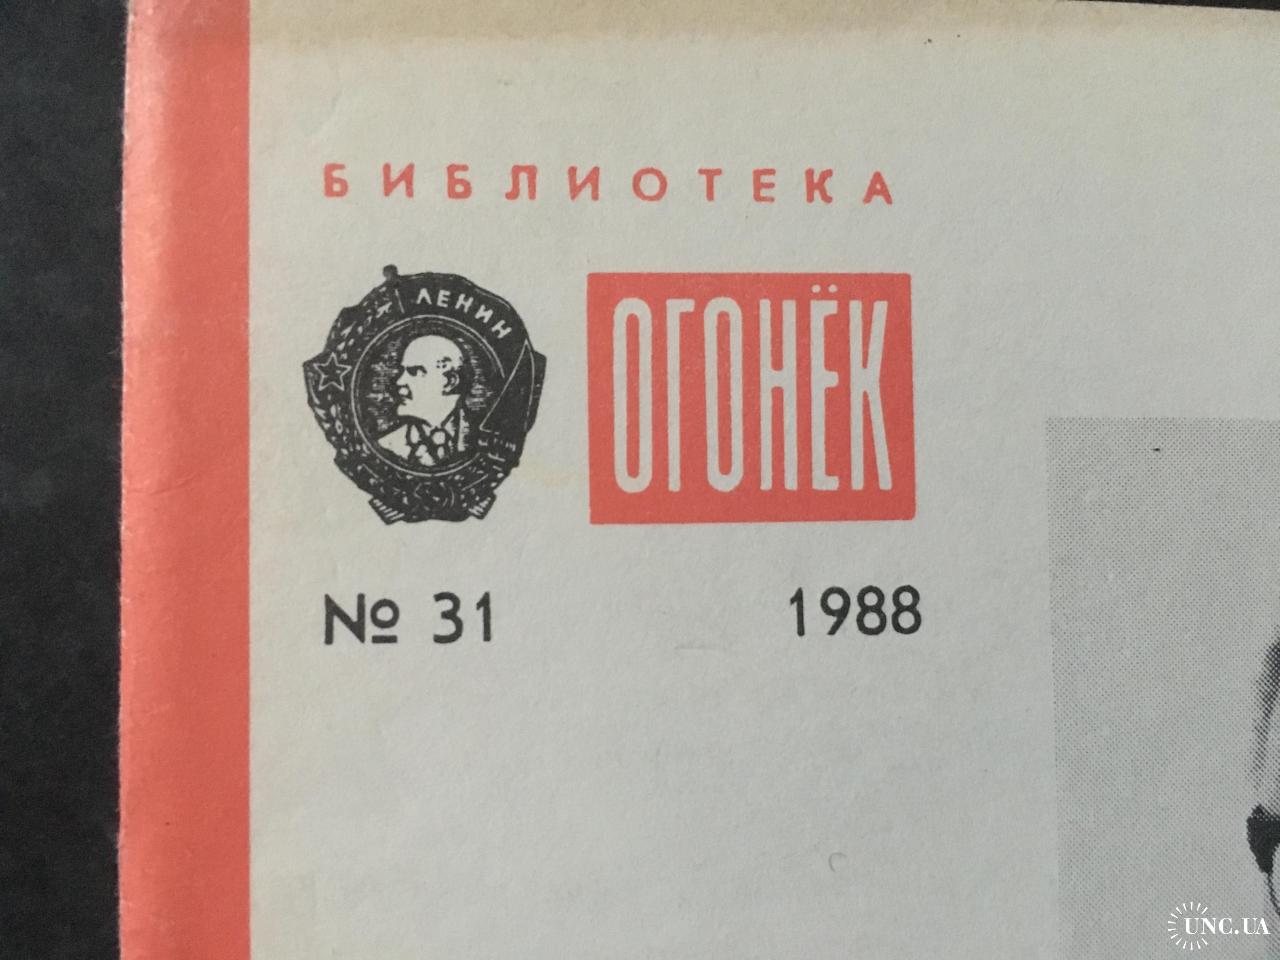 БИБЛИОТЕКА
ЛЕНИН
ОГОНЁК
№ 31 1988
UNC.UA